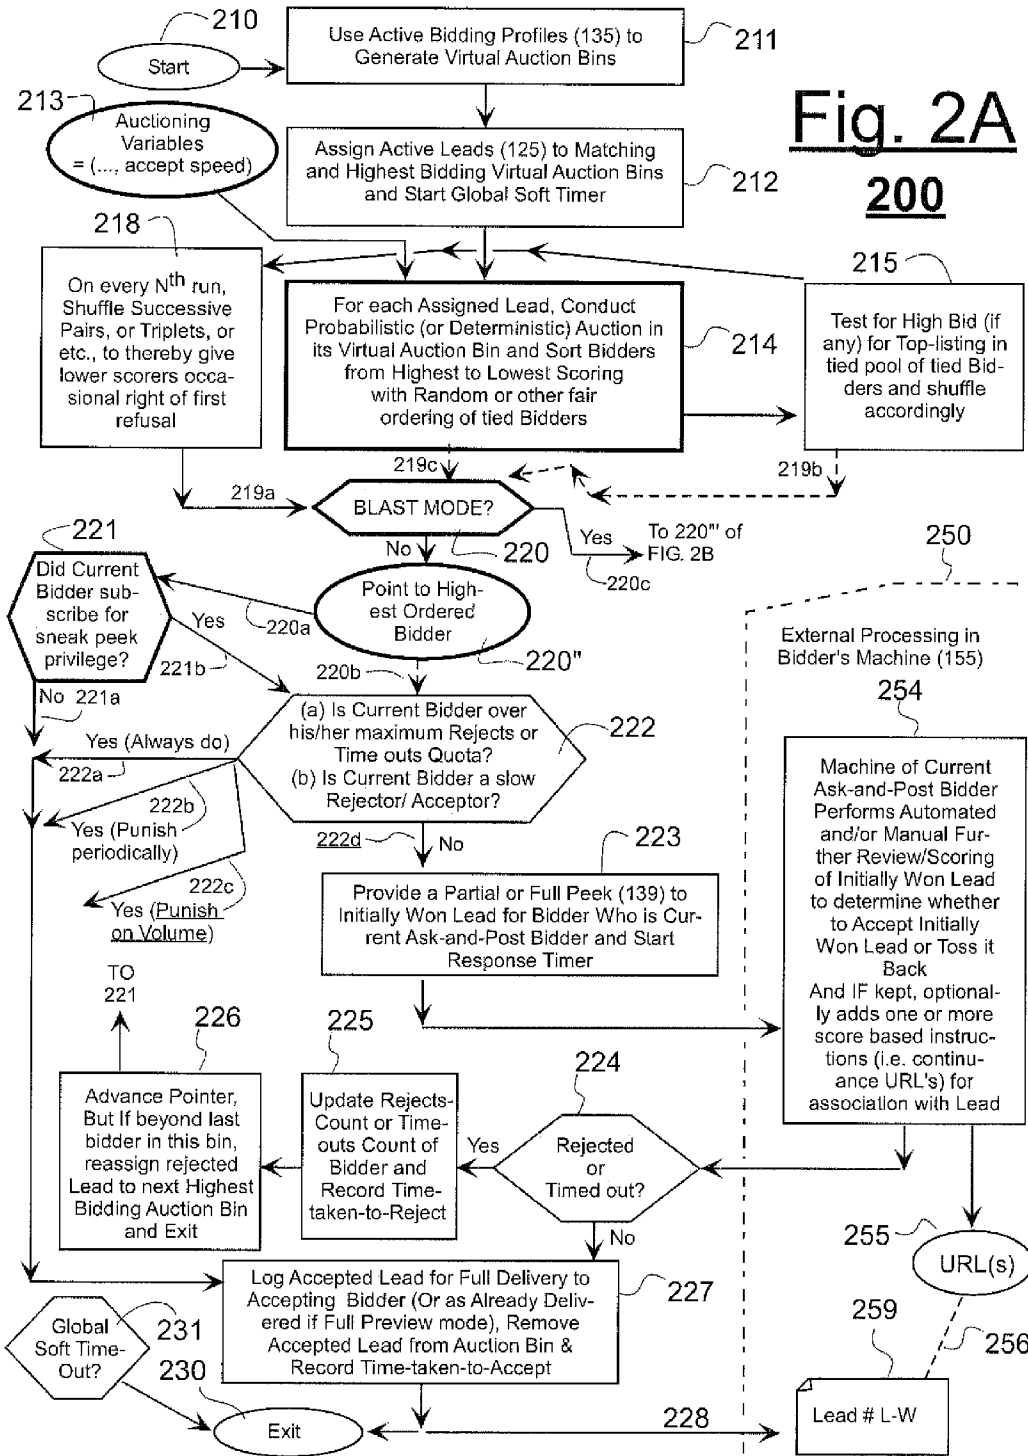 210
Start
Use Active Bidding Profiles (135) to
Generate Virtual Auction Bins
211
Fig. 2A
200
213
Auctioning
Variables
= (..., accept speed)
Assign Active Leads (125) to Matching
and Highest Bidding Virtual Auction Bins
and Start Global Soft Timer
212
218
On every Nth run,
Shuffle Successive
Pairs, or Triplets, or
etc., to thereby give
lower scorers occa-
sional right of first
refusal
For each Assigned Lead, Conduct
Probabilistic (or Deterministic) Auction in
its Virtual Auction Bin and Sort Bidders
from Highest to Lowest Scoring
with Random or other fair
ordering of tied Bidders
214
215
Test for High Bid (if
any) for Top-listing in
tied pool of tied Bid-
ders and shuffle
accordingly
219a
219c
219b
BLAST MODE?
220
Yes
220c
To 220''' of
FIG. 2B
No
221
Did Current
Bidder sub-
scribe for
sneak peek
privilege?
Yes
220a
221b
Point to High-
est Ordered
Bidder
220"
220b
250
External Processing in
Bidder's Machine (155)
No
221a
(a) Is Current Bidder over
his/her maximum Rejects or
Time outs Quota?
(b) Is Current Bidder a slow
Rejector/ Acceptor?
222
Yes (Always do)
222a
222b
Yes (Punish
periodically)
222c
Yes (Punish
on Volume)
222d
No
223
Provide a Partial or Full Peek (139) to
Initially Won Lead for Bidder Who is Cur-
rent Ask-and-Post Bidder and Start
Response Timer
254
Machine of Current
Ask-and-Post Bidder
Performs Automated
and/or Manual Fur-
ther Review/Scoring
of Initially Won Lead
to determine whether
to Accept Initially
Won Lead or Toss it
Back
And IF kept, optional-
ly adds one or more
score based instruc-
tions (i.e. continu-
ance URL's) for
association with Lead
TO
221
226
Advance Pointer,
But If beyond last
bidder in this bin,
reassign rejected
Lead to next Highest
Bidding Auction Bin
and Exit
225
Update Rejects-
Count or Time-
outs Count of
Bidder and
Record Time-
taken-to-Reject
Yes
224
Rejected
or
Timed out?
No
255
URL(s)
Log Accepted Lead for Full Delivery to
Accepting Bidder (Or as Already Deliv-
ered if Full Preview mode), Remove
Accepted Lead from Auction Bin &
Record Time-taken-to-Accept
227
259
256
Global
Soft Time-
Out?
231
230
Exit
228
Lead # L-W